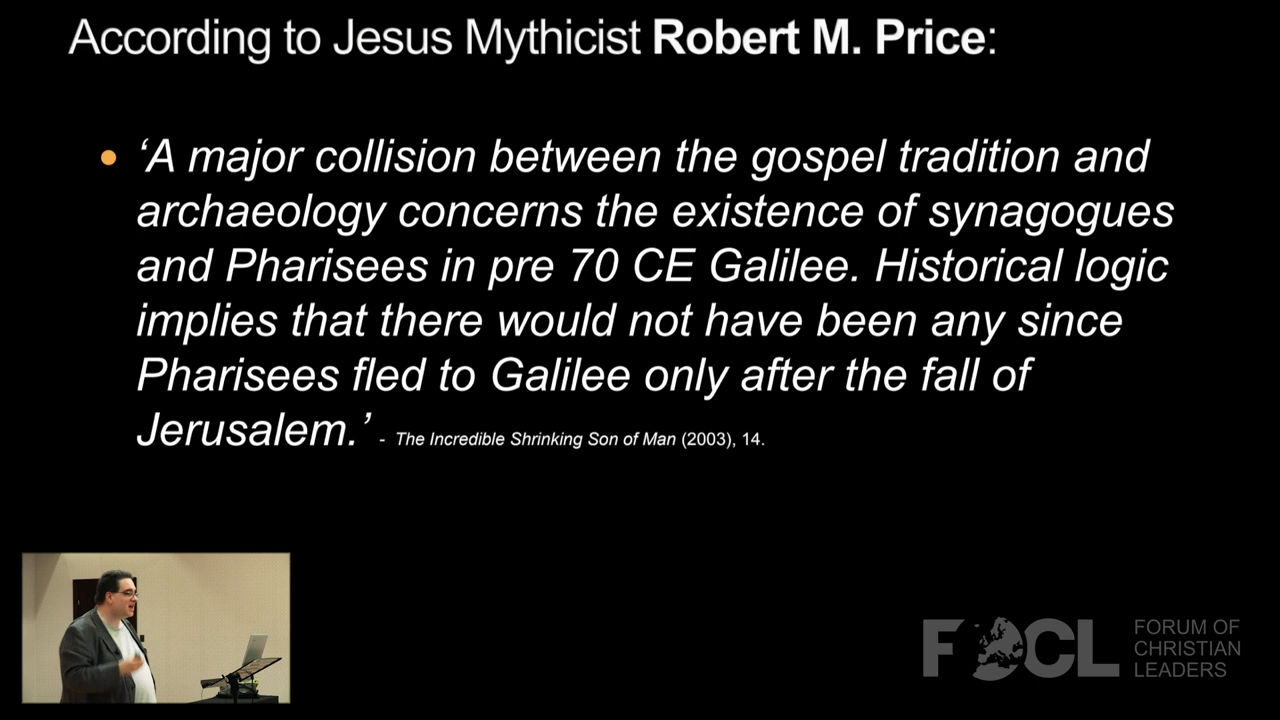 According to Jesus Mythicist Robert M. Price:
• ‘A major collision between the gospel tradition and
archaeology concerns the existence of synagogues
and Pharisees in pre 70 CE Galilee. Historical logic
implies that there would not have been any since
Pharisees fled to Galilee only after the fall of
Jerusalem.’ - The Incredible Shrinking Son of Man (2003), 14.
FOCL
FORUM OF
CHRISTIAN
LEADERS